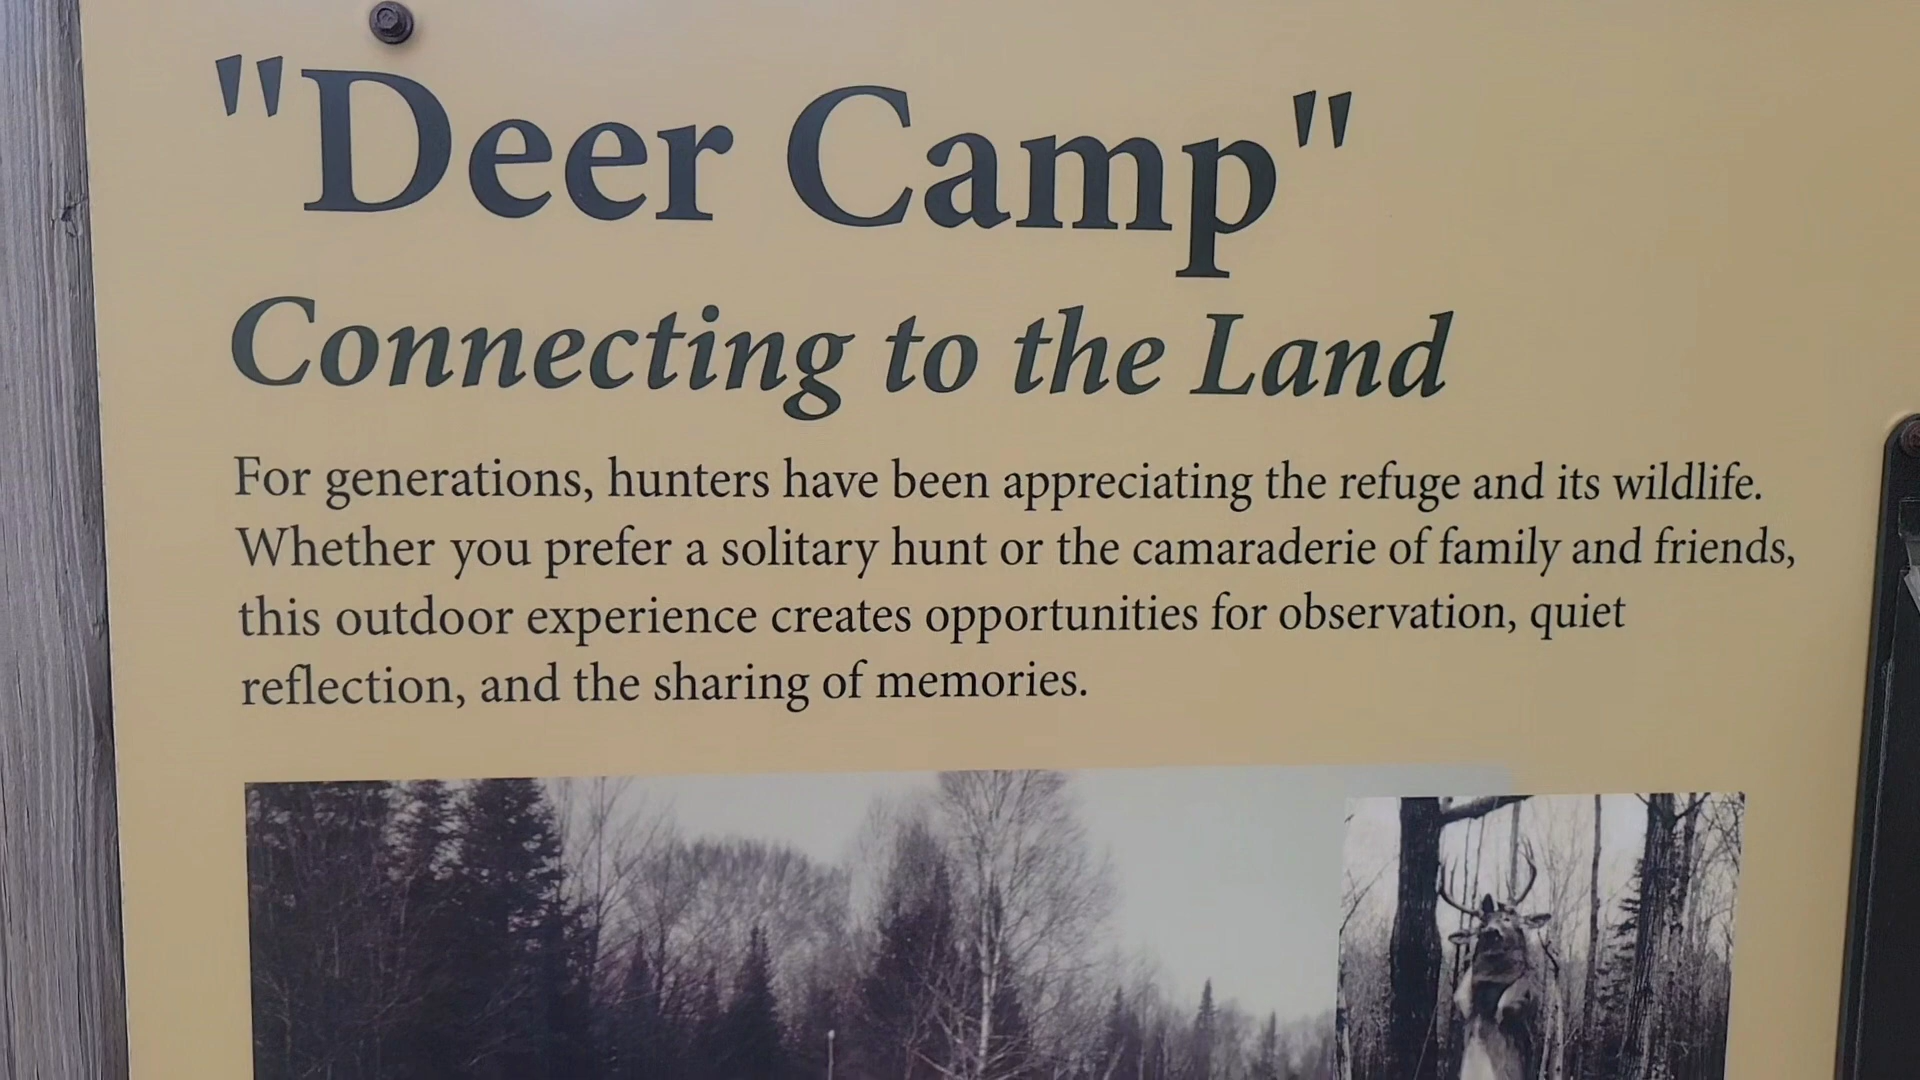 "Deer Camp"
Connecting to the Land
For generations, hunters have been appreciating the refuge and its wildlife.
Whether you prefer a solitary hunt or the camaraderie of family and friends,
this outdoor experience creates opportunities for observation, quiet
reflection, and the sharing of memories.